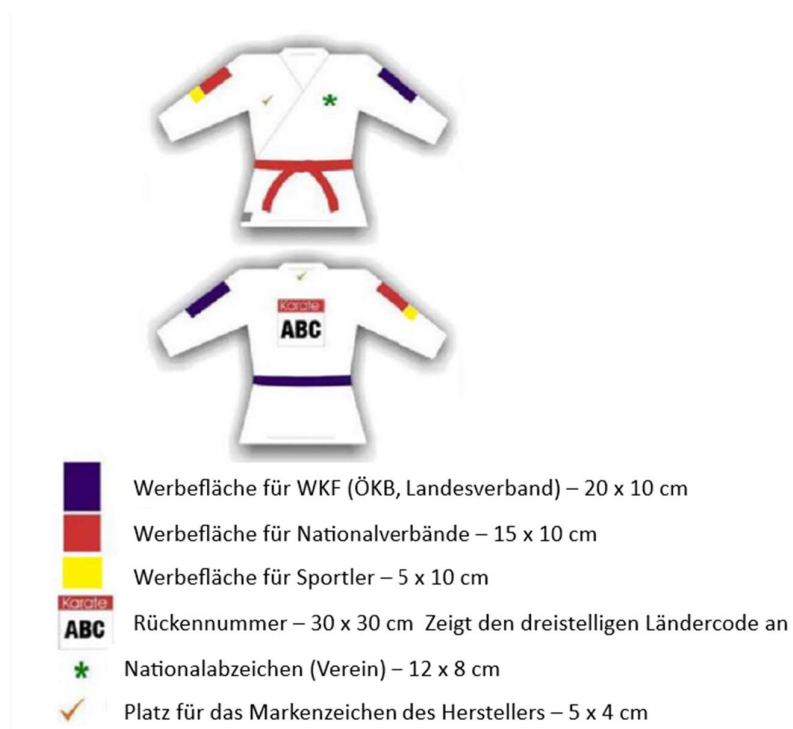 Karate
ABC
Werbefläche für WKF (ÖKB, Landesverband) – 20 x 10 cm
Werbefläche für Nationalverbände – 15 x 10 cm
Werbefläche für Sportler – 5 x 10 cm
Karate
ABC
Rückennummer – 30 x 30 cm Zeigt den dreistelligen Ländercode an
Nationalabzeichen (Verein) – 12 x 8 cm
Platz für das Markenzeichen des Herstellers – 5 x 4 cm